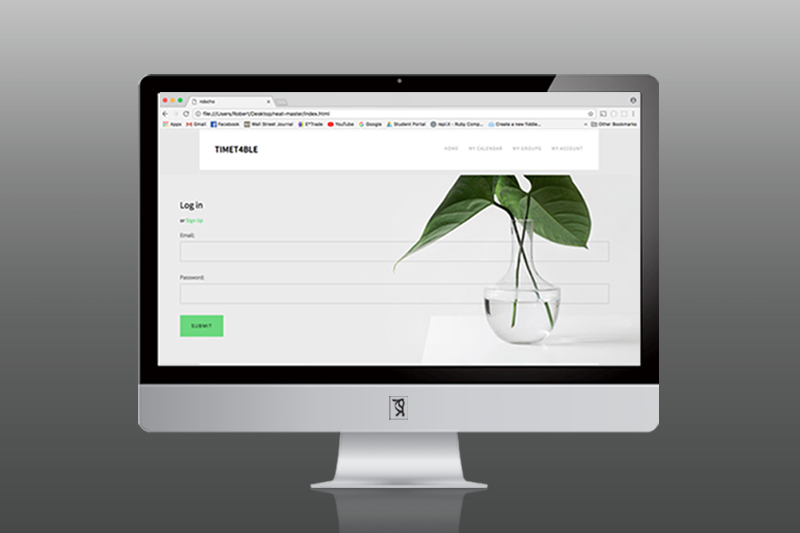 robcho
file:///Users/Robert/Desktop/neat-master/index.html
Apps Gmail Facebook Wall Street Journal E*Trade YouTube Google Student Portal repl.it - Ruby Comp... Create a new fiddle... » Other Bookmarks
TIMET4BLE HOME MY CALENDAR MY GROUPS MY ACCOUNT
Log in
or Sign Up
Email:
Password:
SUBMIT